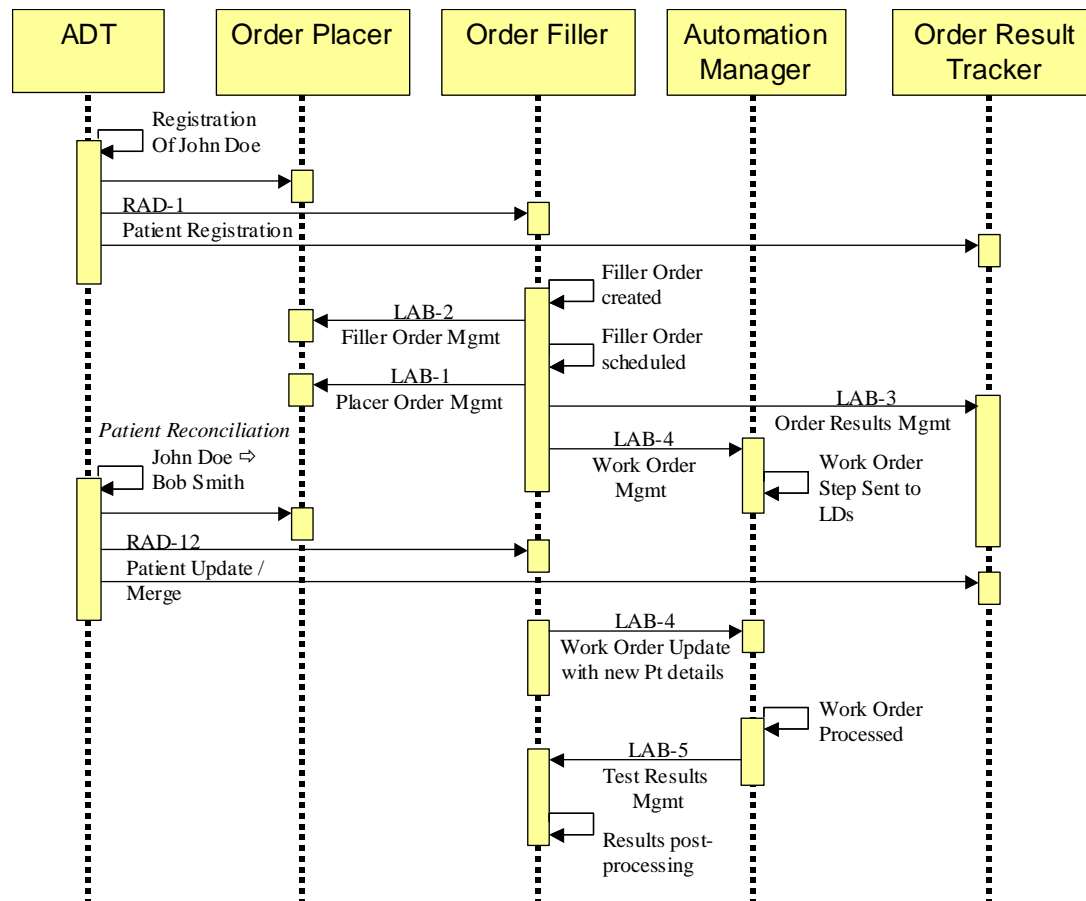 ADT
Order Placer
Order Filler
Automation
Manager
Order Result
Tracker
Registration
Of John Doe
RAD-1
Patient Registration
Filler Order
created
LAB-2
Filler Order Mgmt
Filler Order
scheduled
LAB-1
Placer Order Mgmt
LAB-3
Order Results Mgmt
Patient Reconciliation
John Doe ⇨
Bob Smith
LAB-4
Work Order
Mgmt
Work Order
Step Sent to
LDs
RAD-12
Patient Update /
Merge
LAB-4
Work Order Update
with new Pt details
Work Order
Processed
LAB-5
Test Results
Mgmt
Results post-
processing